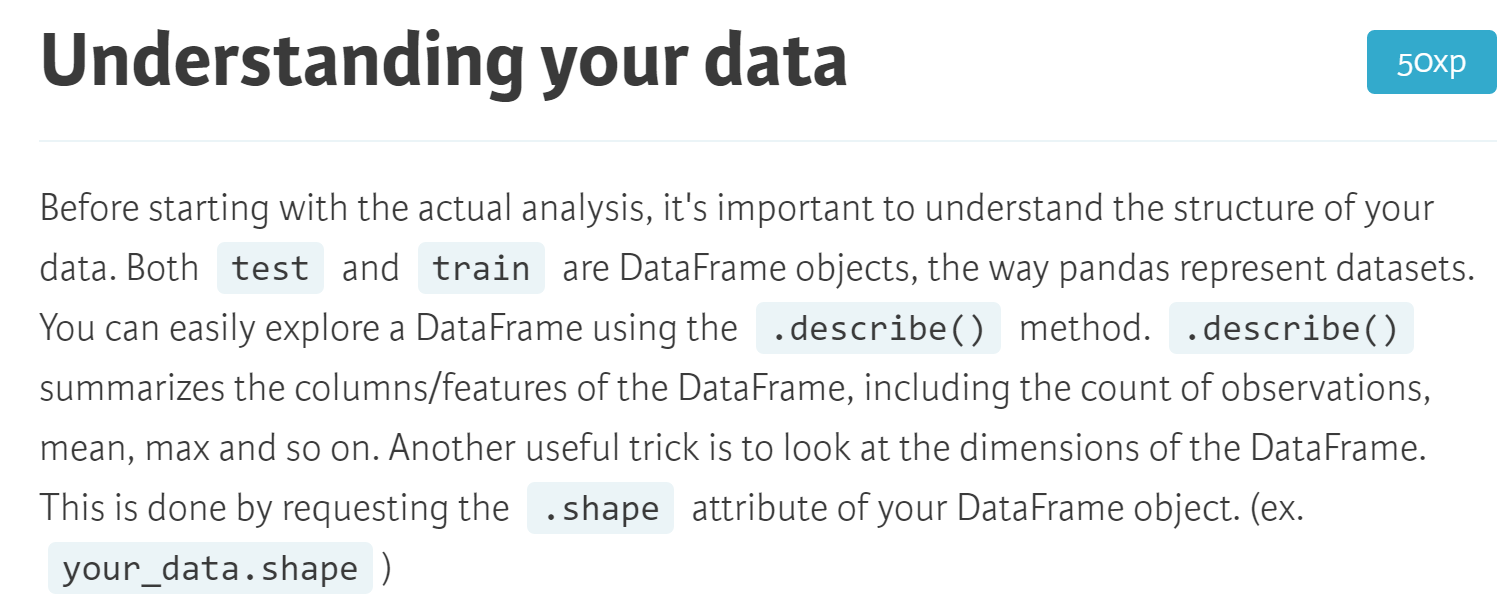 Understanding your data
50xp
Before starting with the actual analysis, it's important to understand the structure of your
data. Both test and train are DataFrame objects, the way pandas represent datasets.
You can easily explore a DataFrame using the .describe() method. .describe()
summarizes the columns/features of the DataFrame, including the count of observations,
mean, max and so on. Another useful trick is to look at the dimensions of the DataFrame.
This is done by requesting the .shape attribute of your DataFrame object. (ex.
your_data.shape )